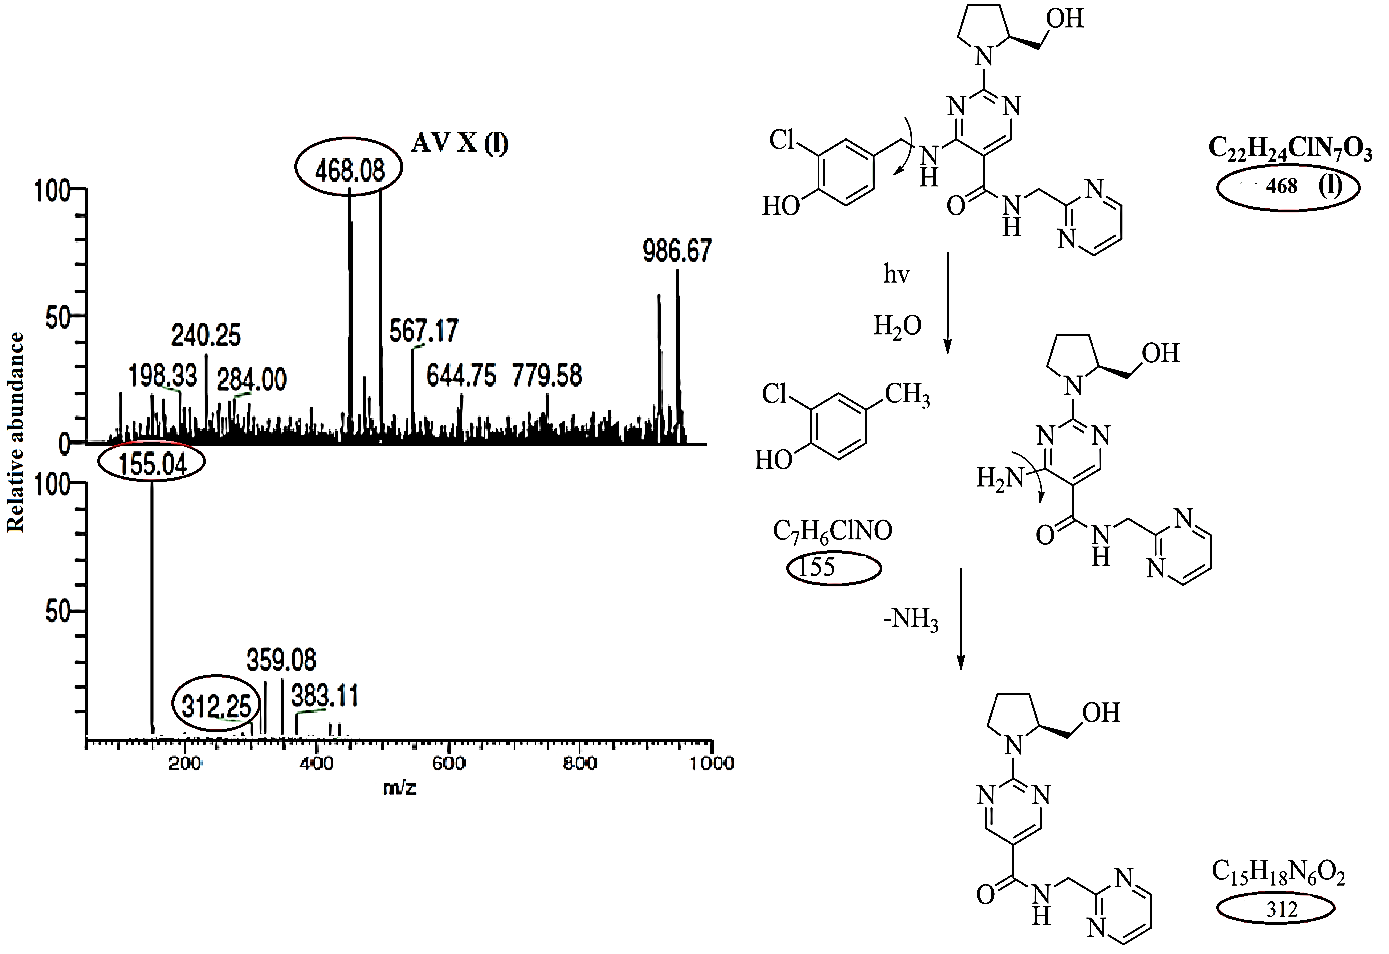 AV X (I)
468.08
100
986.67
50
240.25
567.17
198.33
284.00
644.75
779.58
0
155.04
100
50
359.08
312.25
383.11
200
400
600
800
1000
m/z
Relative abundance
OH
N
N
N
Cl
HO
N
H
O
N
H
N
N
C₂₂H₂₄ClN₇O₃
468 (I)
hv
H₂O
Cl
CH₃
HO
C₇H₆ClNO
155
OH
N
N
N
H₂N
O
N
H
N
N
-NH₃
OH
N
N
N
O
N
H
N
N
C₁₅H₁₈N₆O₂
312